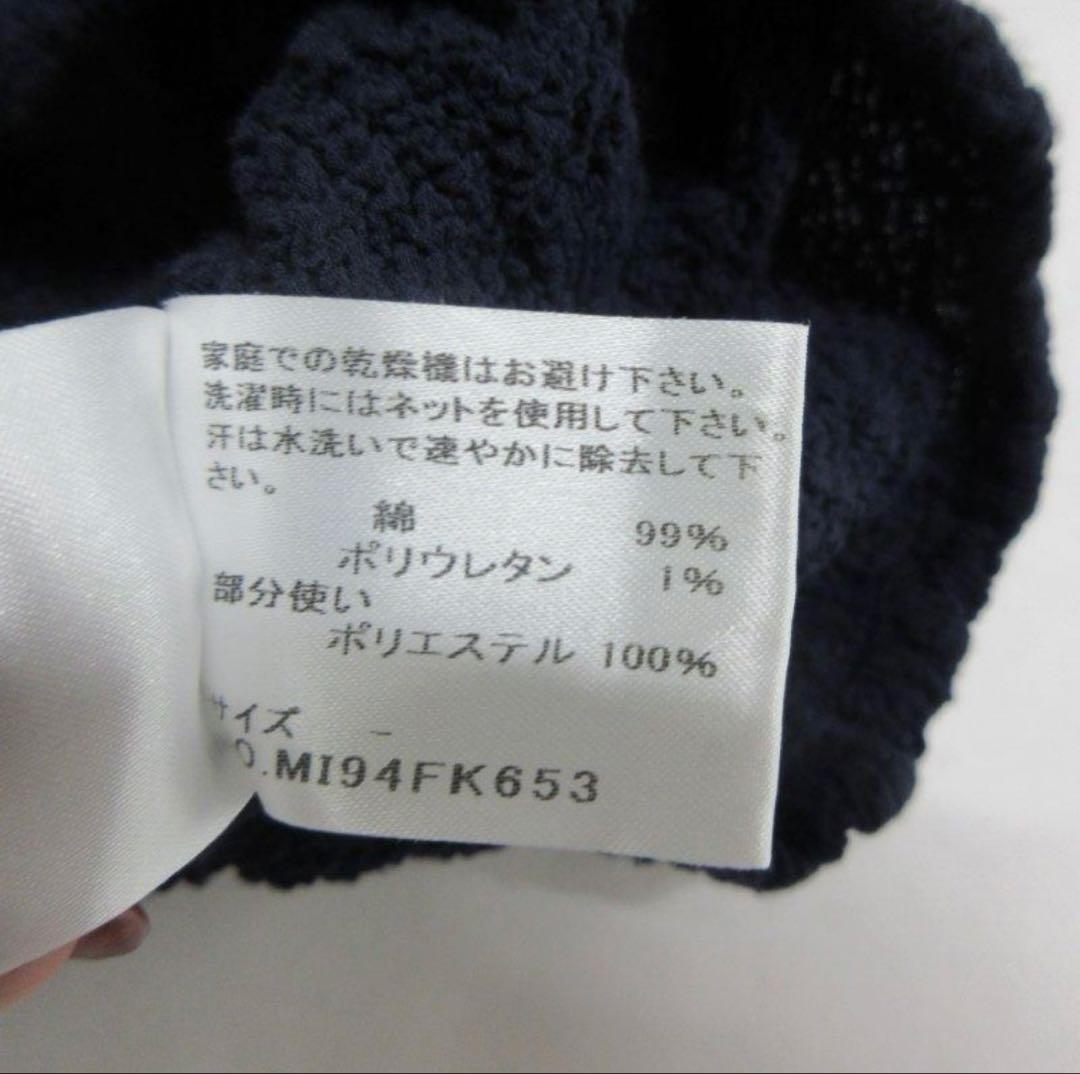 家庭での乾燥機はお避け下さい。
洗濯時にはネットを使用して下さい。
汗は水洗いで速やかに除去して下
さい。
綿 99%
ポリウレタン 1%
部分使い
ポリエステル 100%
サイズ -
O.MI94FK653